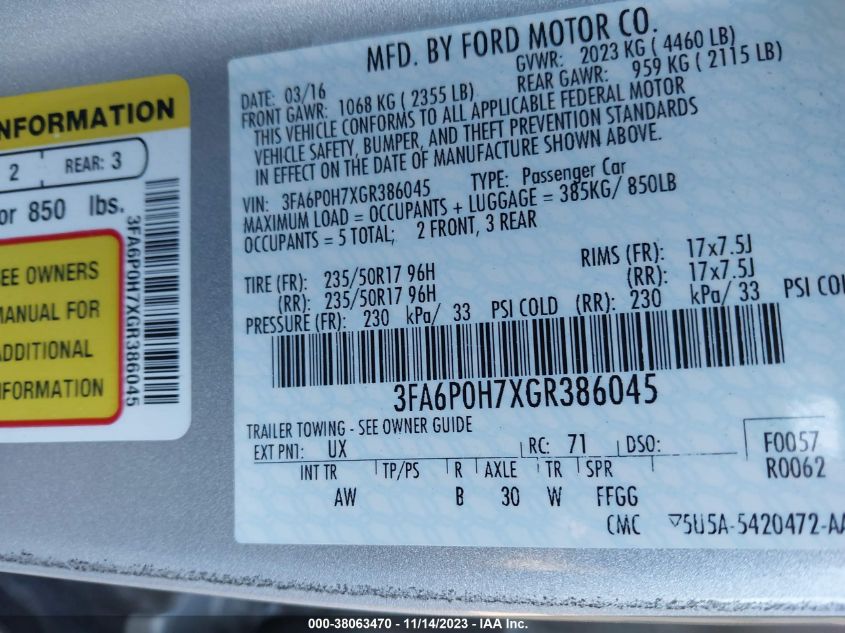 NFORMATION
2 REAR: 3
or 850 lbs.
SEE OWNERS
MANUAL FOR
ADDITIONAL
INFORMATION
3FA6P0H7XGR386045
MFD. BY FORD MOTOR CO.
DATE: 03/16 GVWR: 2023 KG ( 4460 LB)
FRONT GAWR: 1068 KG ( 2355 LB) REAR GAWR: 959 KG ( 2115 LB)
THIS VEHICLE CONFORMS TO ALL APPLICABLE FEDERAL MOTOR
VEHICLE SAFETY, BUMPER, AND THEFT PREVENTION STANDARDS
IN EFFECT ON THE DATE OF MANUFACTURE SHOWN ABOVE.
VIN: 3FA6P0H7XGR386045 TYPE: Passenger Car
MAXIMUM LOAD = OCCUPANTS + LUGGAGE = 385KG/ 850LB
OCCUPANTS = 5 TOTAL; 2 FRONT, 3 REAR
TIRE (FR): 235/50R17 96H RIMS (FR): 17x7.5J
(RR): 235/50R17 96H (RR): 17x7.5J
PRESSURE (FR): 230 kPa/ 33 PSI COLD (RR): 230 kPa/ 33 PSI COL
3FA6P0H7XGR386045
TRAILER TOWING - SEE OWNER GUIDE
EXT PNT: UX RC: 71 DSO: F0057
INT TR TP/PS R AXLE TR SPR R0062
AW B 30 W FFGG
CMC ▽5U5A-5420472-AA
000-38063470 — 11/14/2023 — IAA Inc.